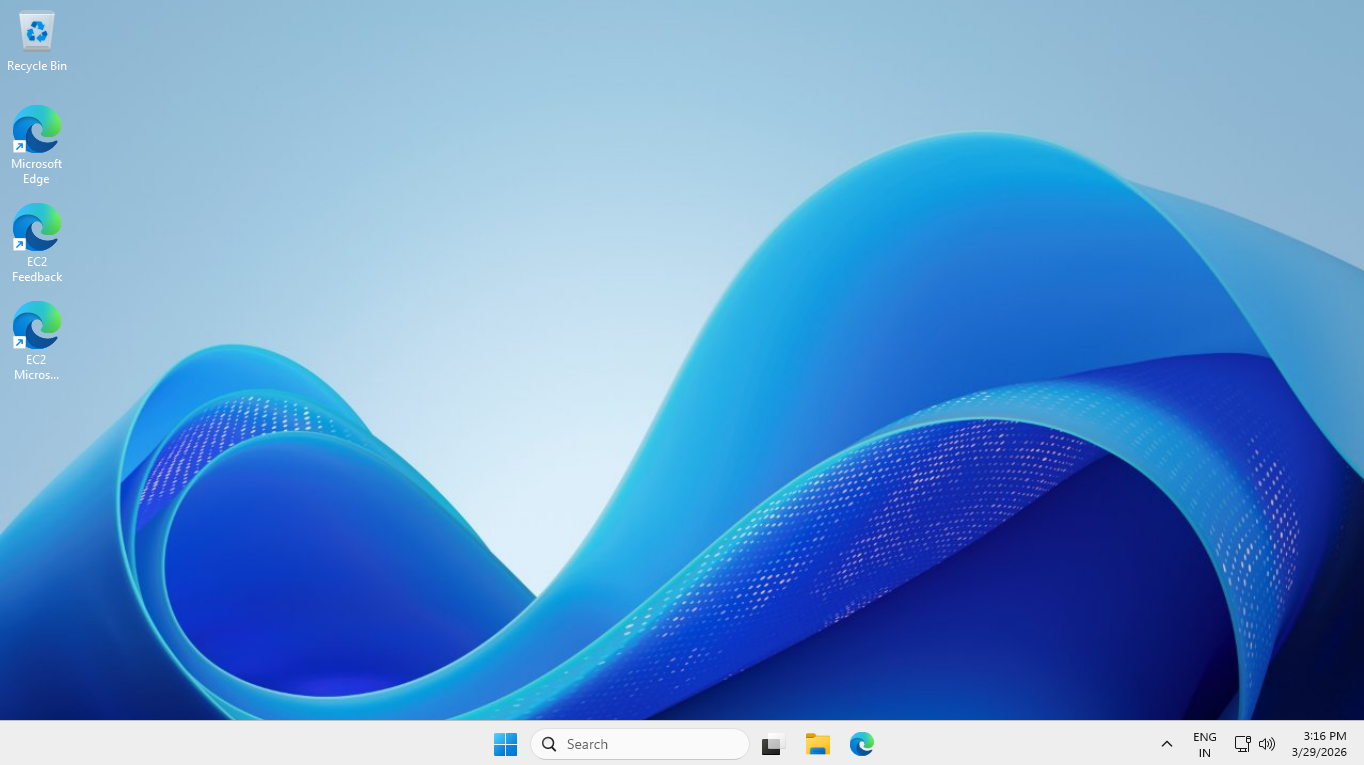 Recycle Bin
Microsoft
Edge
EC2
Feedback
EC2
Micros...
Search
ENG
IN
3:16 PM
3/29/2026